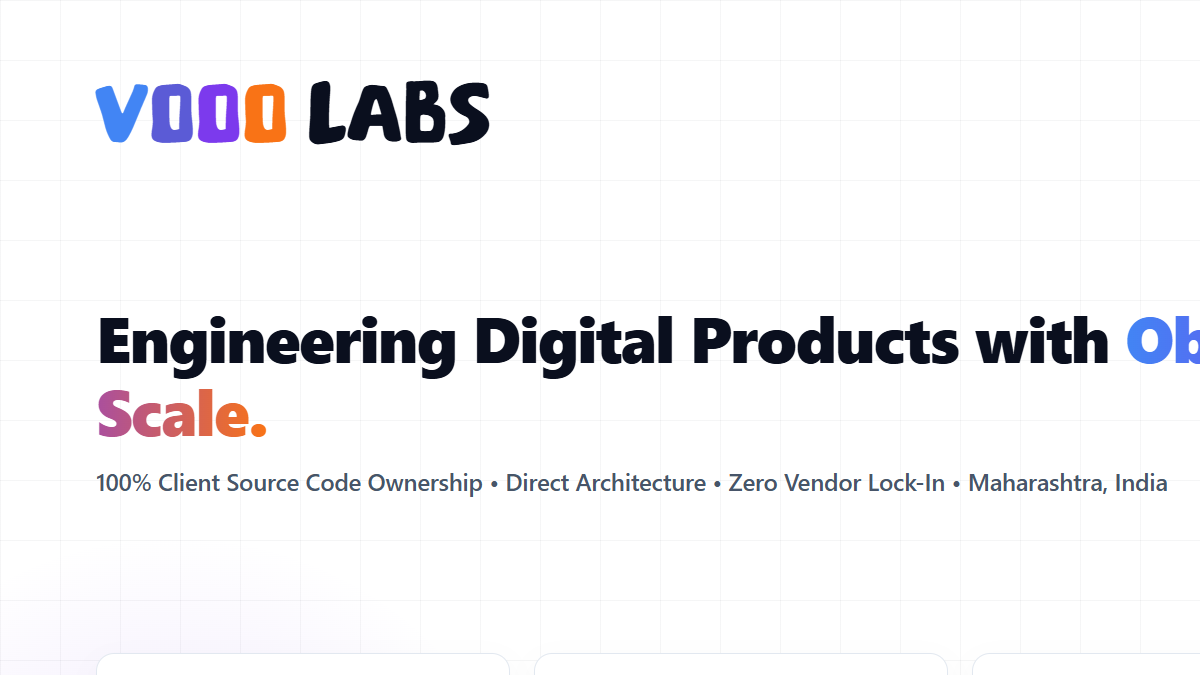 VOOO LABS
Engineering Digital Products with
Scale.
100% Client Source Code Ownership • Direct Architecture • Zero Vendor Lock-In • Maharashtra, India